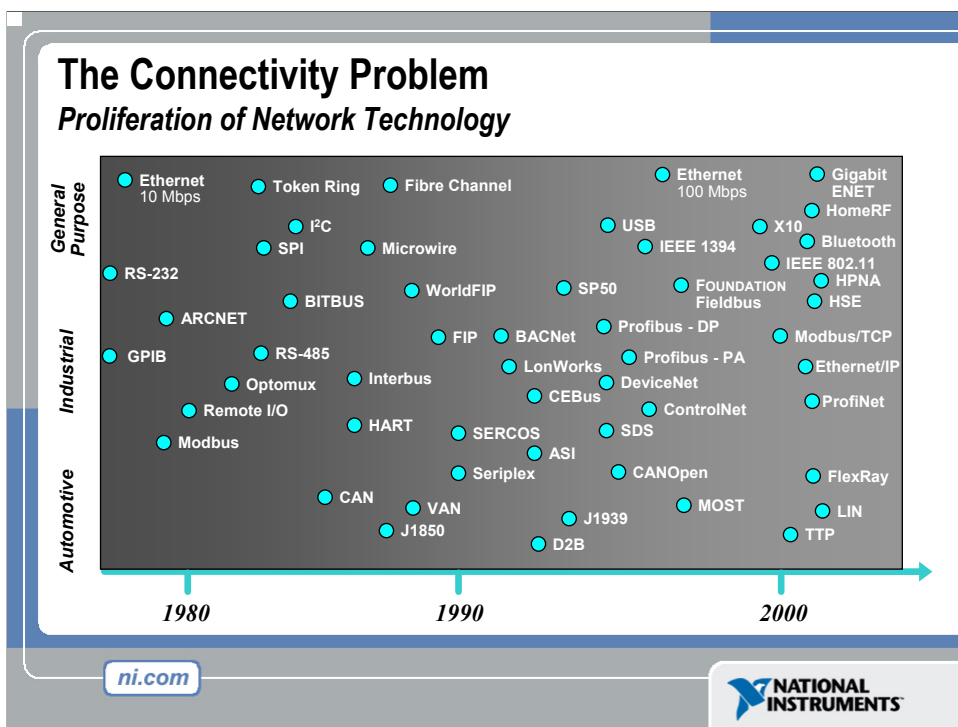 The Connectivity Problem
Proliferation of Network Technology
General
Purpose
Industrial
Automotive
Ethernet
10 Mbps
Token Ring
Fibre Channel
Ethernet
100 Mbps
Gigabit
ENET
HomeRF
I²C
USB
X10
SPI
Microwire
IEEE 1394
Bluetooth
IEEE 802.11
RS-232
HPNA
BITBUS
WorldFIP
SP50
FOUNDATION
Fieldbus
HSE
ARCNET
FIP
BACNet
Profibus - DP
Modbus/TCP
GPIB
RS-485
LonWorks
Profibus - PA
Ethernet/IP
Optomux
Interbus
CEBus
DeviceNet
Remote I/O
ControlNet
ProfiNet
HART
SERCOS
SDS
Modbus
ASI
Seriplex
CANOpen
FlexRay
CAN
VAN
MOST
LIN
J1850
J1939
TTP
D2B
1980
1990
2000
ni.com
NATIONAL
INSTRUMENTS™